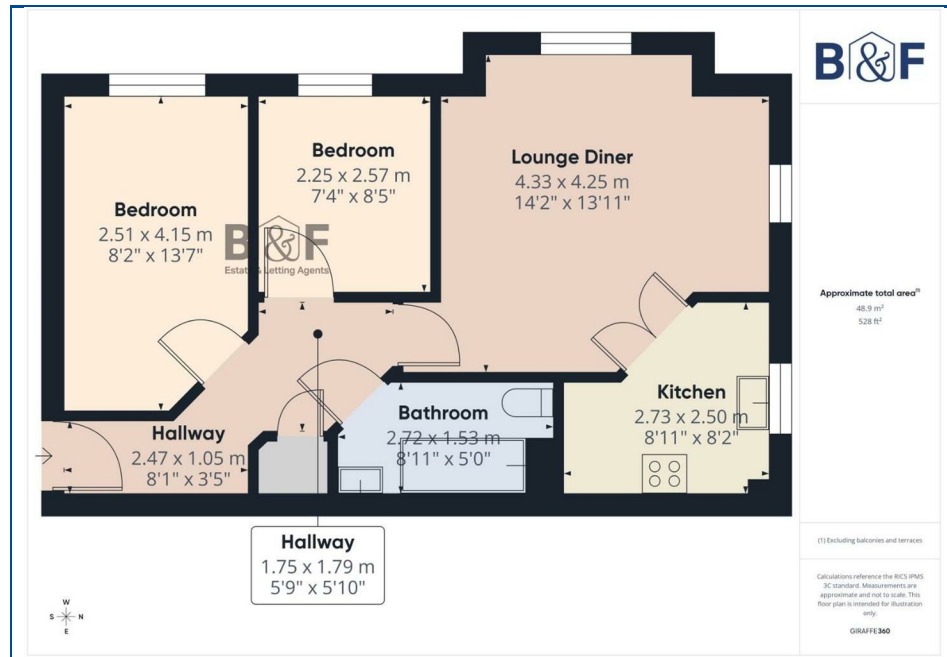 B&F
Bedroom
2.51 x 4.15 m
8'2" x 13'7"
Bedroom
2.25 x 2.57 m
7'4" x 8'5"
B&F
Estate & Letting Agents
Lounge Diner
4.33 x 4.25 m
14'2" x 13'11"
Hallway
2.47 x 1.05 m
8'1" x 3'5"
Bathroom
2.72 x 1.53 m
8'11" x 5'0"
Kitchen
2.73 x 2.50 m
8'11" x 8'2"
Hallway
1.75 x 1.79 m
5'9" x 5'10"
W
S N
E
Approximate total area(1)
48.9 m²
528 ft²
(1) Excluding balconies and terraces
Calculations reference the RICS IPMS
3C standard. Measurements are
approximate and not to scale. This
floor plan is intended for illustration
only.
GIRAFFE360